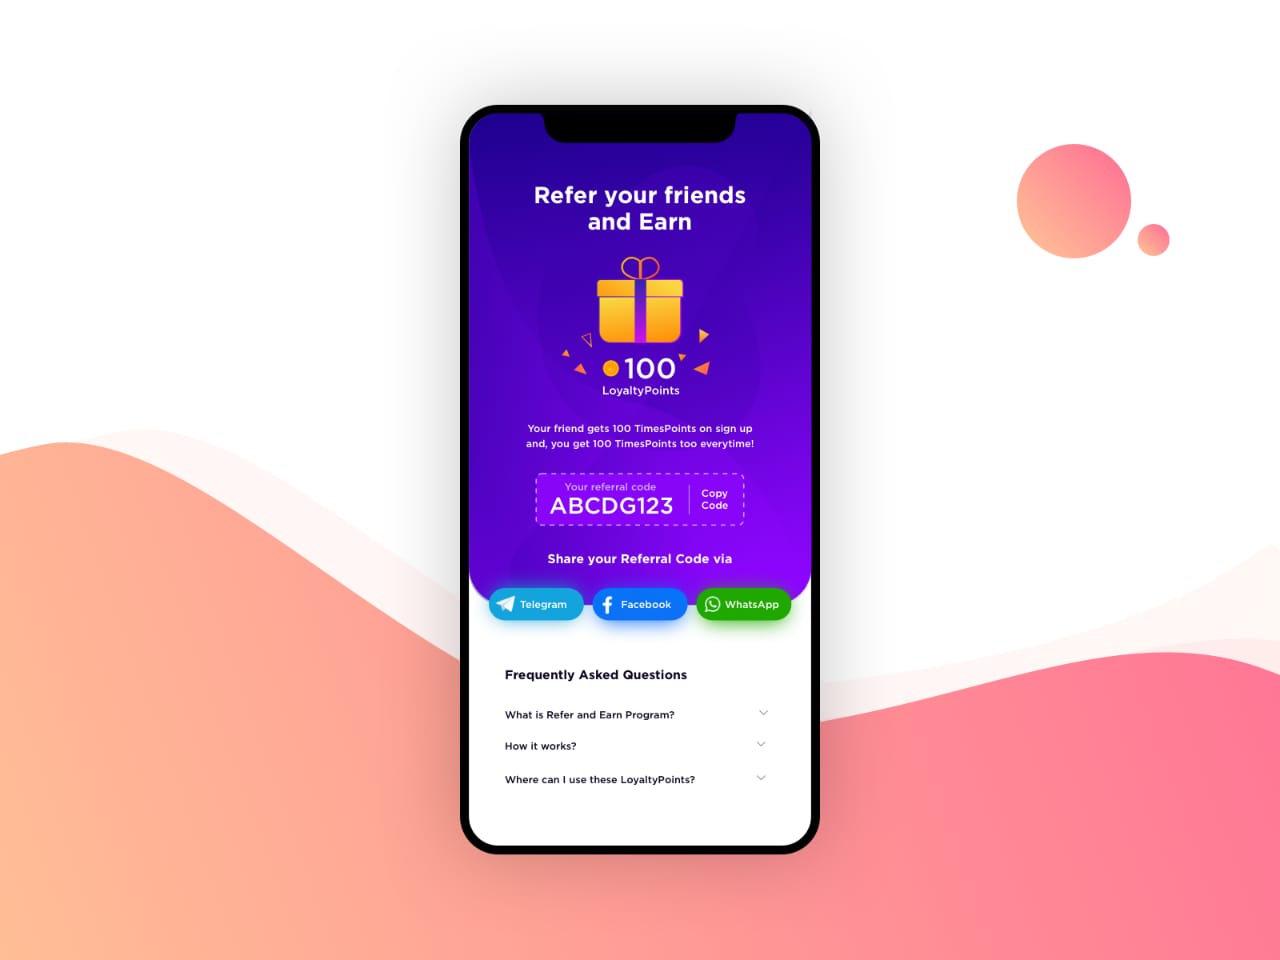 Refer your friends
and Earn
100
LoyaltyPoints
Your friend gets 100 TimesPoints on sign up
and, you get 100 TimesPoints too everytime!
Your referral code
ABCDG123
Copy
Code
Share your Referral Code via
Telegram
Facebook
WhatsApp
Frequently Asked Questions
What is Refer and Earn Program?
How it works?
Where can I use these LoyaltyPoints?